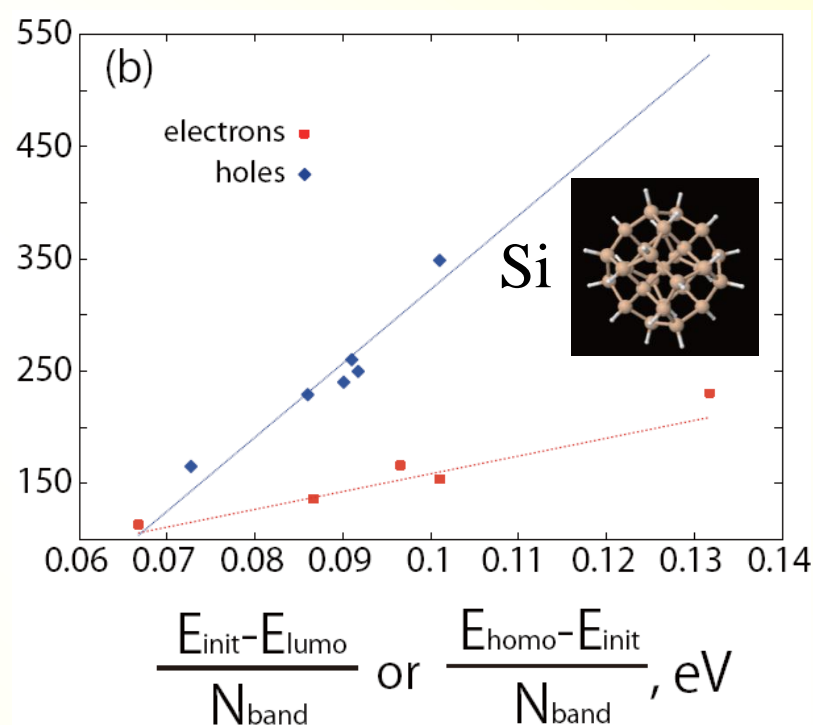 550
(b)
electrons
holes
450
350
Si
250
150
0.06 0.07 0.08 0.09 0.1 0.11 0.12 0.13 0.14
Einit-Elumo or Ehomo-Einit, eV
Nband Nband